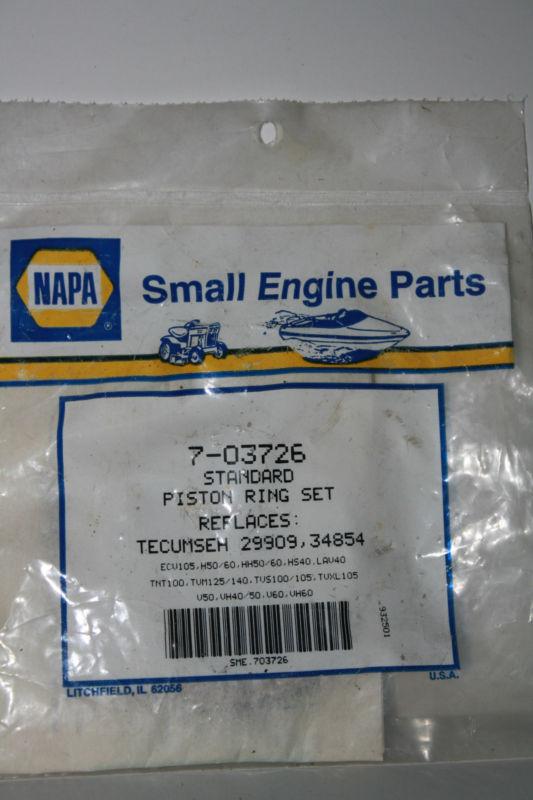 NAPA
®
Small Engine Parts
7-03726
STANDARD
PISTON RING SET
REPLACES:
TECUMSEH 29909,34854
ECV105,H50/60,HH50/60,HS40,LAV40
TNT100,TVM125/140,TVS100/105,TVXL105
V50,VH40/50,V60,VH60
SME.703726
_932501
LITCHFIELD, IL 62056
U.S.A.